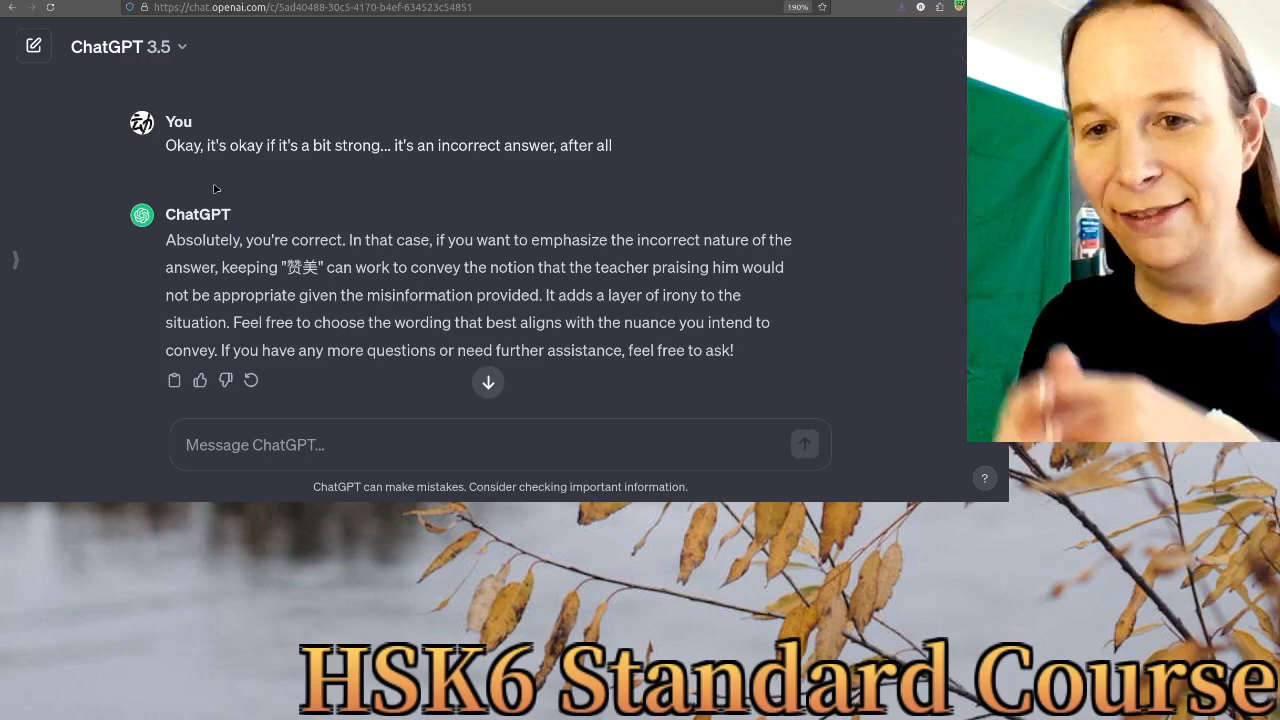 https://chat.openai.com/c/5ad40488-30c5-4170-b4ef-634523c54851
190%
ChatGPT 3.5
You
Okay, it's okay if it's a bit strong... it's an incorrect answer, after all
ChatGPT
Absolutely, you're correct. In that case, if you want to emphasize the incorrect nature of the
answer, keeping "赞美" can work to convey the notion that the teacher praising him would
not be appropriate given the misinformation provided. It adds a layer of irony to the
situation. Feel free to choose the wording that best aligns with the nuance you intend to
convey. If you have any more questions or need further assistance, feel free to ask!
Message ChatGPT...
ChatGPT can make mistakes. Consider checking important information.
?
HSK6 Standard Course